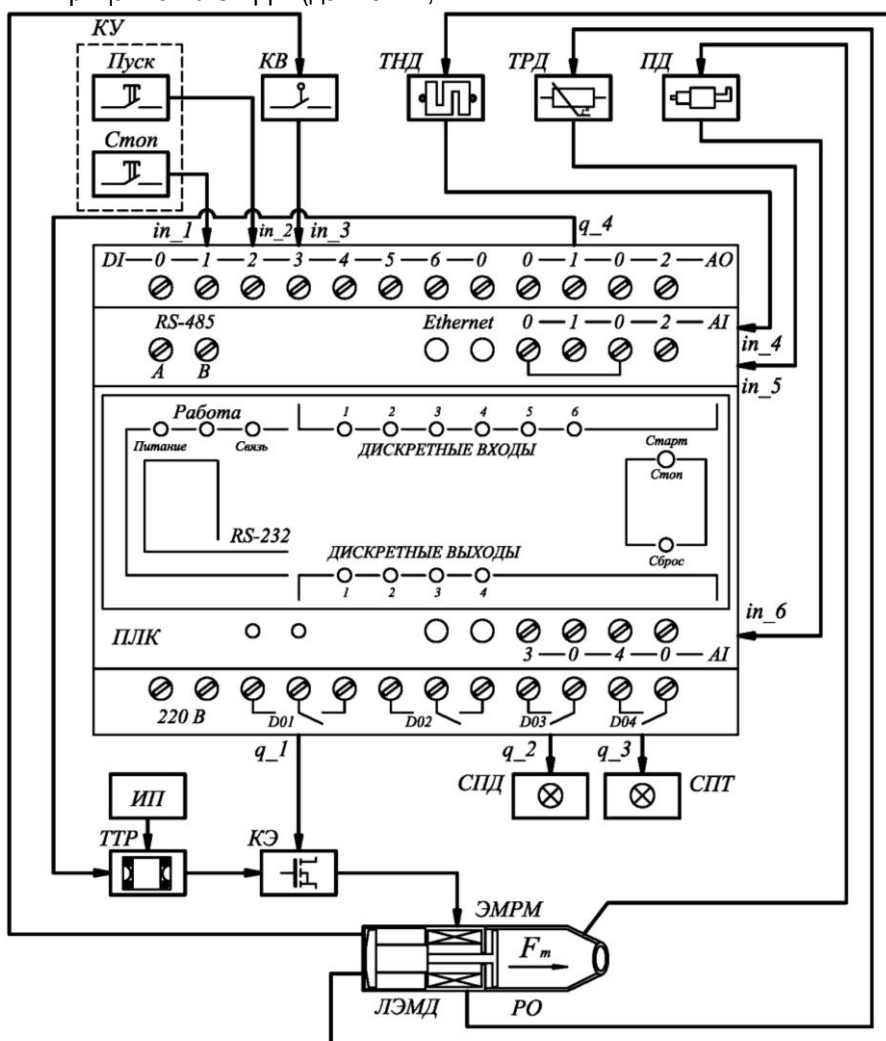 КУ
Пуск
КВ
ТНД
ТРД
ПД
Стоп
in_1
in_2
in_3
q_4
DI—0—1—2—3—4—5—6—0 0—1—0—2—AO
RS-485
Ethernet
0—1—0—2—AI
in_4
A
B
in_5
Работа
Питание
Связь
1 2 3 4 5 6
ДИСКРЕТНЫЕ ВХОДЫ
Старт
Стоп
RS-232
ДИСКРЕТНЫЕ ВЫХОДЫ
1 2 3 4
Сброс
in_6
ПЛК
3—0—4—0—AI
220 В
D01
D02
D03
D04
q_1
q_2
q_3
СПД
СПТ
ИП
ТТР
КЭ
ЭМРМ
Fт
ЛЭМД
РО